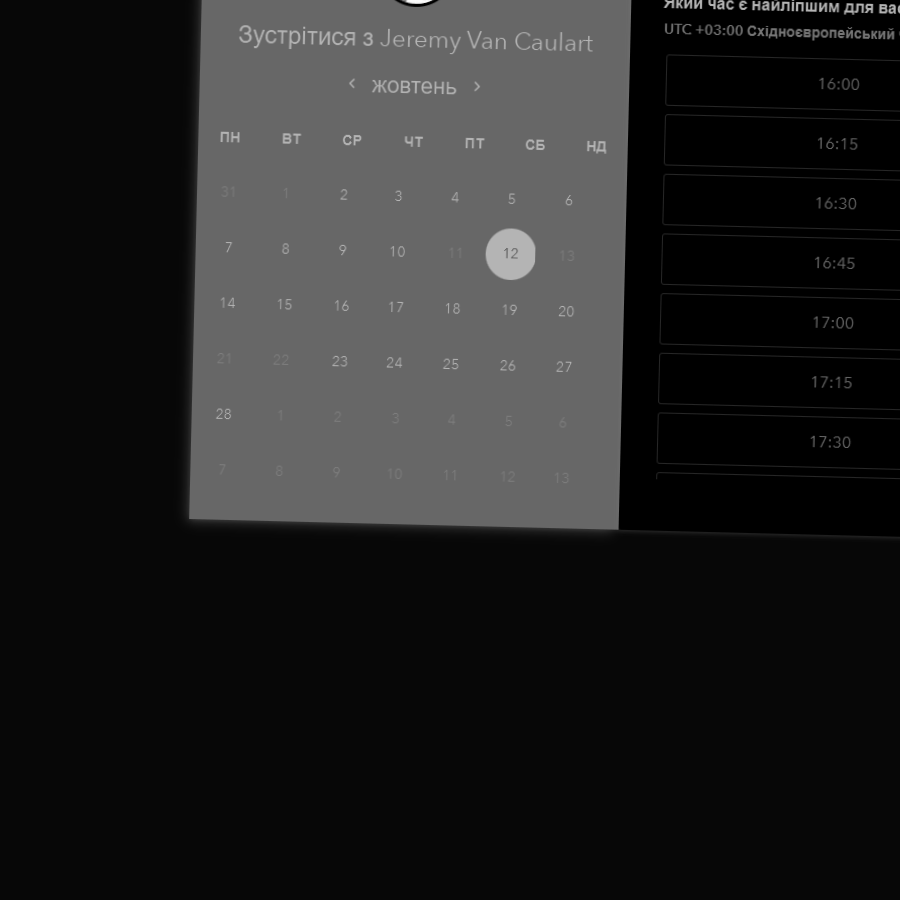 Зустрітися з Jeremy Van Caulart
жовтень
ПН ВТ СР ЧТ ПТ СБ НД
31 1 2 3 4 5 6
7 8 9 10 11 12 13
14 15 16 17 18 19 20
21 22 23 24 25 26 27
28 1 2 3 4 5 6
7 8 9 10 11 12 13
Який час є найліпшим для вас
UTC +03:00 Східноєвропейський
16:00
16:15
16:30
16:45
17:00
17:15
17:30